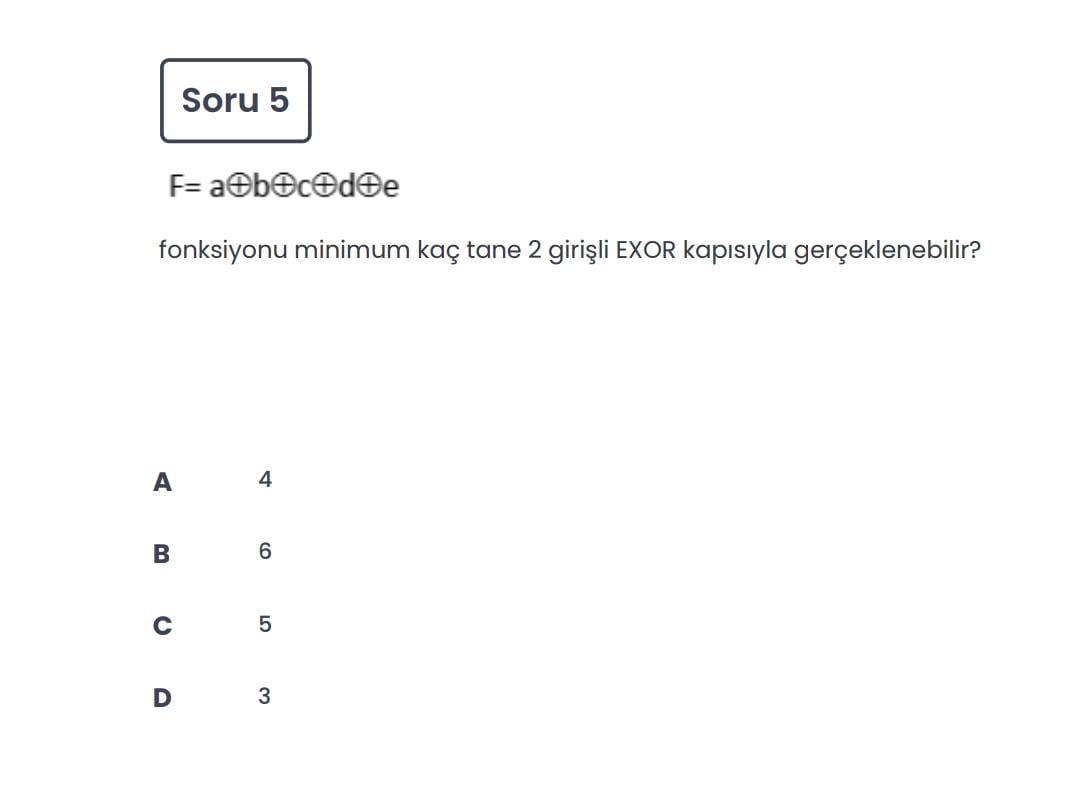 Soru 5
F= a⊕b⊕c⊕d⊕e
fonksiyonu minimum kaç tane 2 girişli EXOR kapısıyla gerçeklenebilir?
A 4
B 6
C 5
D 3